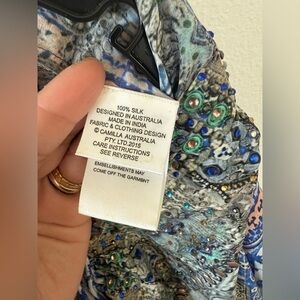 100% SILK
DESIGNED IN AUSTRALIA
MADE IN INDIA
FABRIC & CLOTHING DESIGN
© CAMILLA AUSTRALIA
PTY. LTD.2015
CARE INSTRUCTIONS
SEE REVERSE
EMBELLISHMENTS MAY
COME OFF THE GARMENT